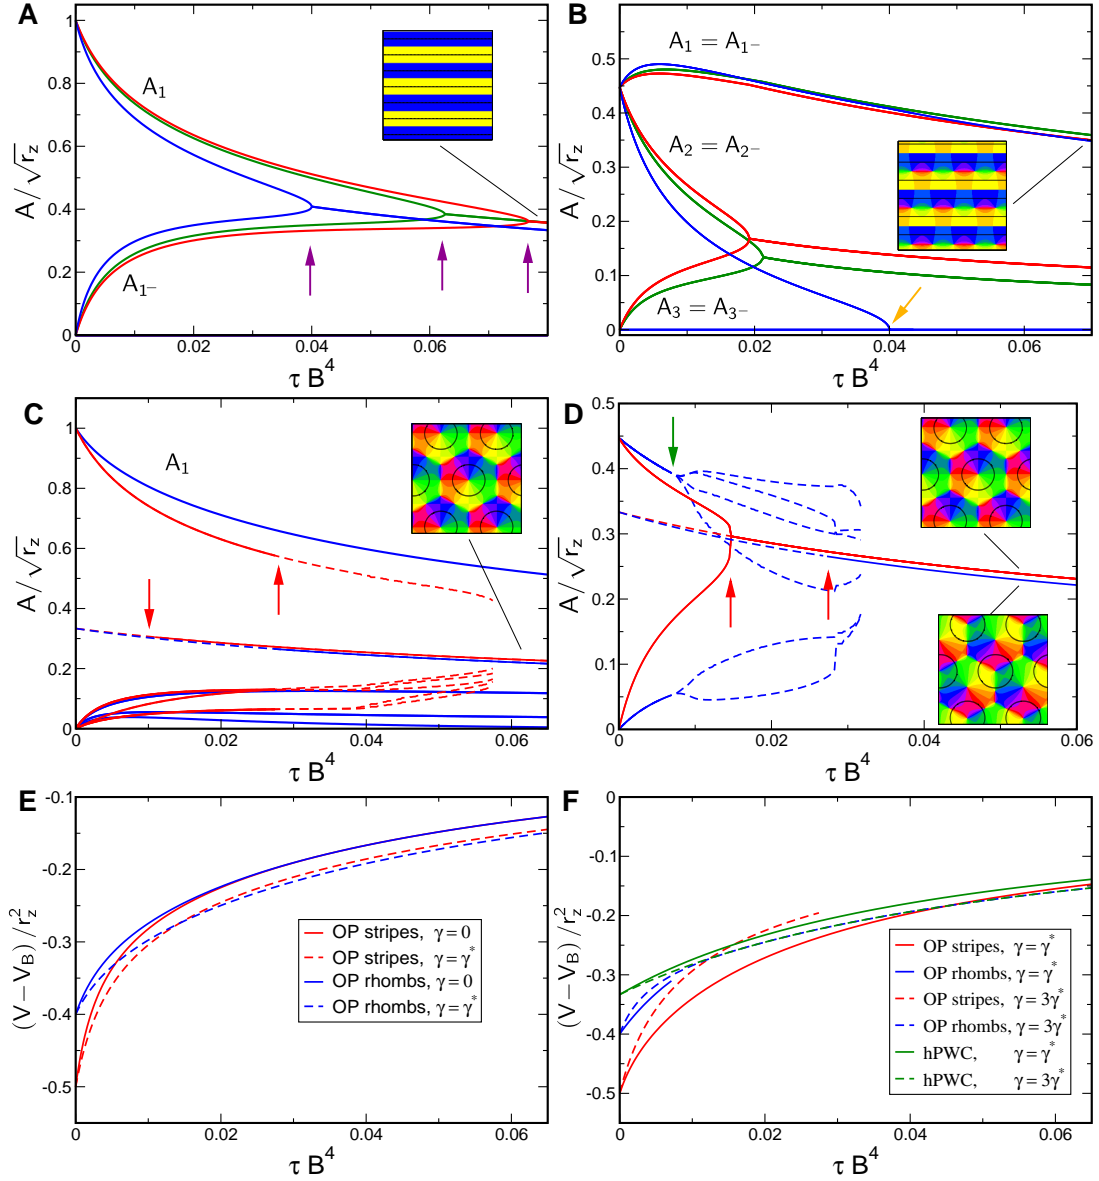 A
A / √r_z
1
0.8
0.6
0.4
0.2
0
A_1
A_1-
0
0.02
0.04
0.06
τ B^4
B
A / √r_z
0.6
0.5
0.4
0.3
0.2
0.1
0
A_1 = A_1-
A_2 = A_2-
A_3 = A_3-
0
0.02
0.04
0.06
τ B^4
C
A / √r_z
1
0.8
0.6
0.4
0.2
0
A_1
0
0.02
0.04
0.06
τ B^4
D
A / √r_z
0.5
0.4
0.3
0.2
0.1
0
0
0.02
0.04
0.06
τ B^4
E
(V − V_B) / r_z^2
-0.1
-0.2
-0.3
-0.4
-0.5
OP stripes, γ = 0
OP stripes, γ = γ^*
OP rhombs, γ = 0
OP rhombs, γ = γ^*
0
0.02
0.04
0.06
τ B^4
F
(V − V_B) / r_z^2
0
-0.1
-0.2
-0.3
-0.4
-0.5
OP stripes, γ = γ^*
OP rhombs, γ = γ^*
OP stripes, γ = 3γ^*
OP rhombs, γ = 3γ^*
hPWC, γ = γ^*
hPWC, γ = 3γ^*
0
0.02
0.04
0.06
τ B^4